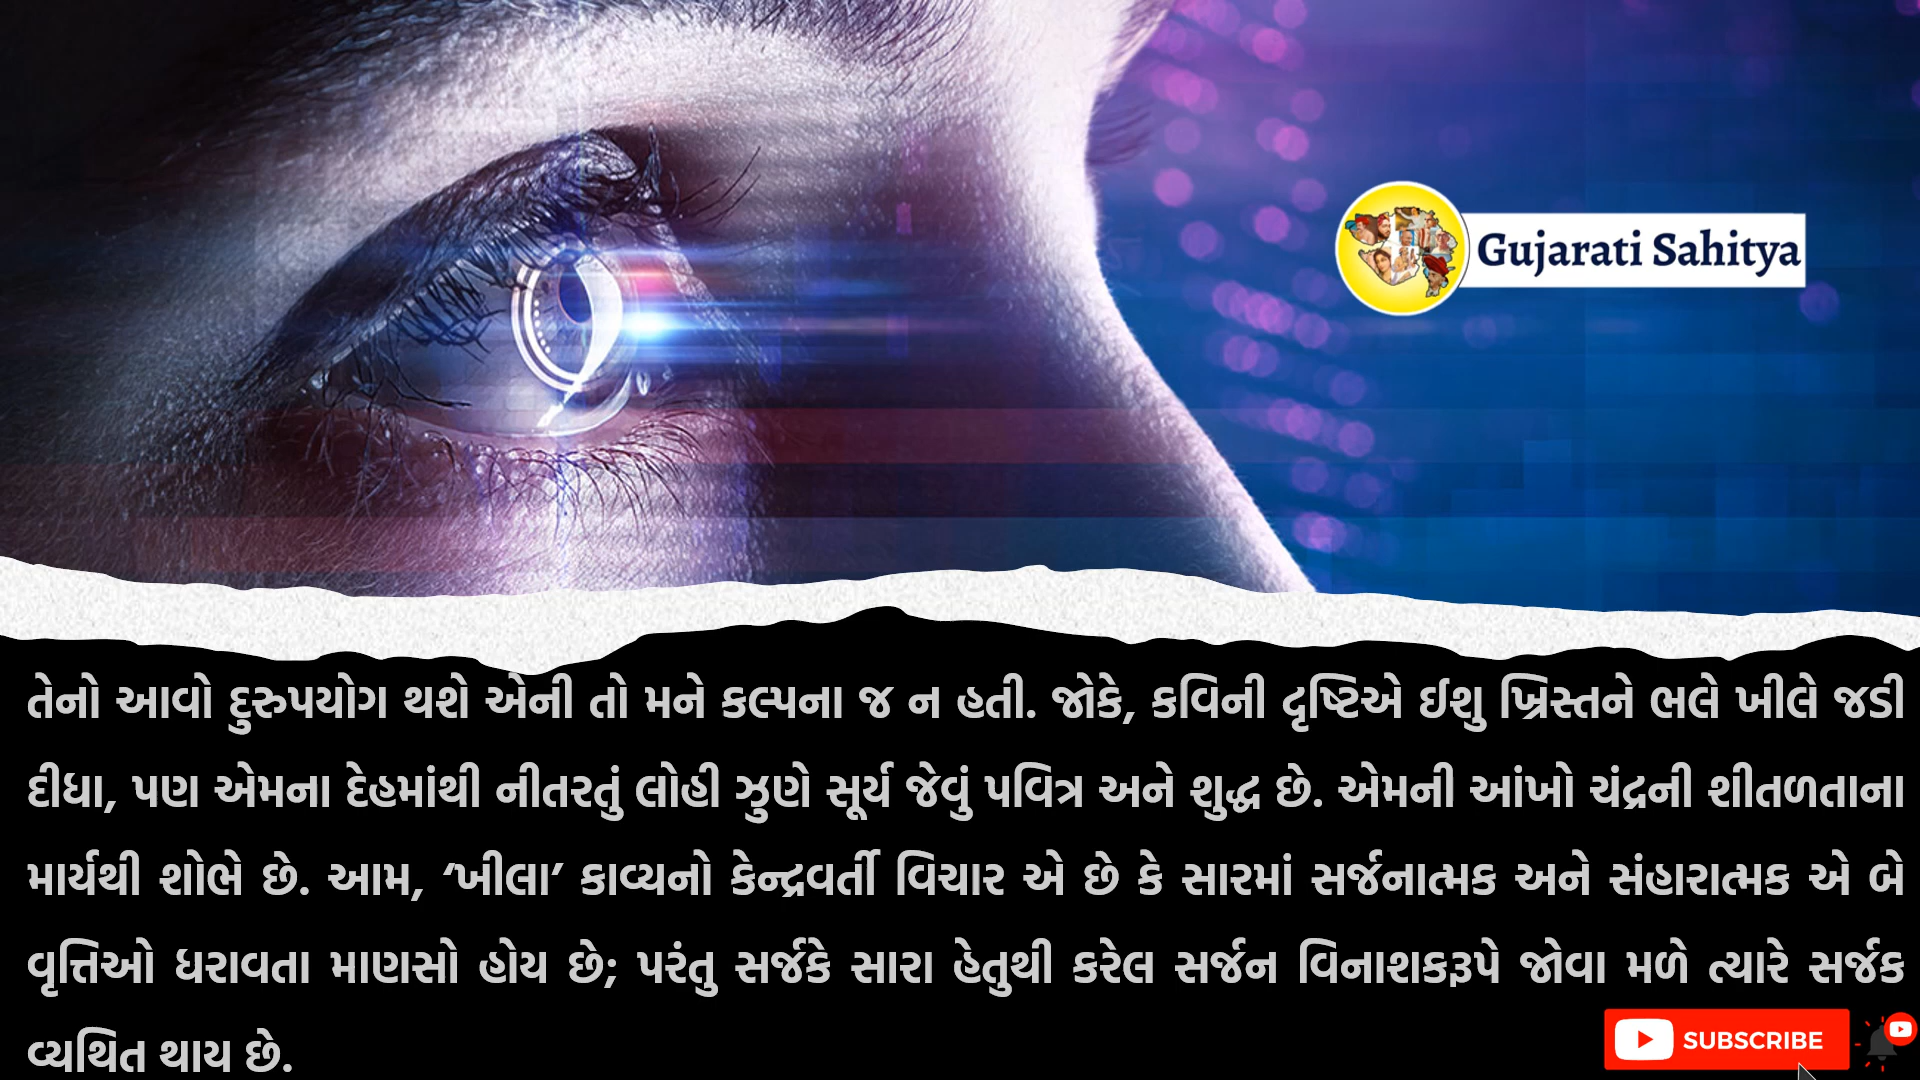 Gujarati Sahitya
તેનો આવો દુરુપયોગ થશે એની તો મને કલ્પના જ ન હતી. જોકે, કવિની દૃષ્ટિએ ઈશુ ખ્રિસ્તને ભલે ખીલે જડી
દીધા, પણ એમના દેહમાંથી નીતરતું લોહી ઝુણે સૂર્ય જેવું પવિત્ર અને શુદ્ધ છે. એમની આંખો ચંદ્રની શીતળતાના
માર્યથી શોભે છે. આમ, ‘ખીલા’ કાવ્યનો કેન્દ્રવર્તી વિચાર એ છે કે સારમાં સર્જનાત્મક અને સંહારાત્મક એ બે
વૃત્તિઓ ધરાવતા માણસો હોય છે; પરંતુ સર્જકે સારા હેતુથી કરેલ સર્જન વિનાશકરૂપે જોવા મળે ત્યારે સર્જક
વ્યથિત થાય છે.
SUBSCRIBE